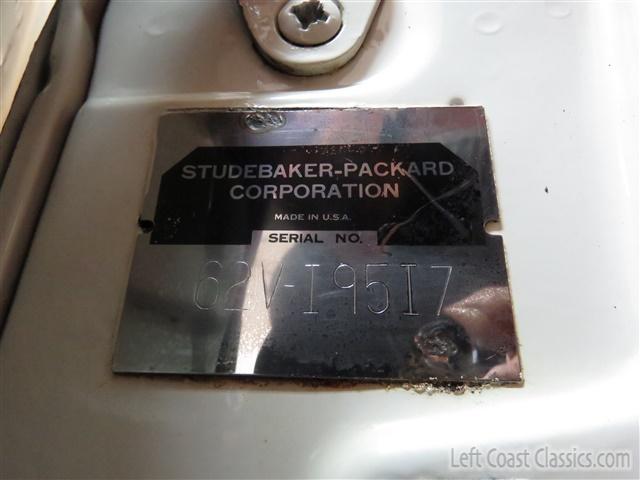 STUDEBAKER-PACKARD
CORPORATION
MADE IN U.S.A.
SERIAL NO.
62V-I95I7
Left Coast Classics.com